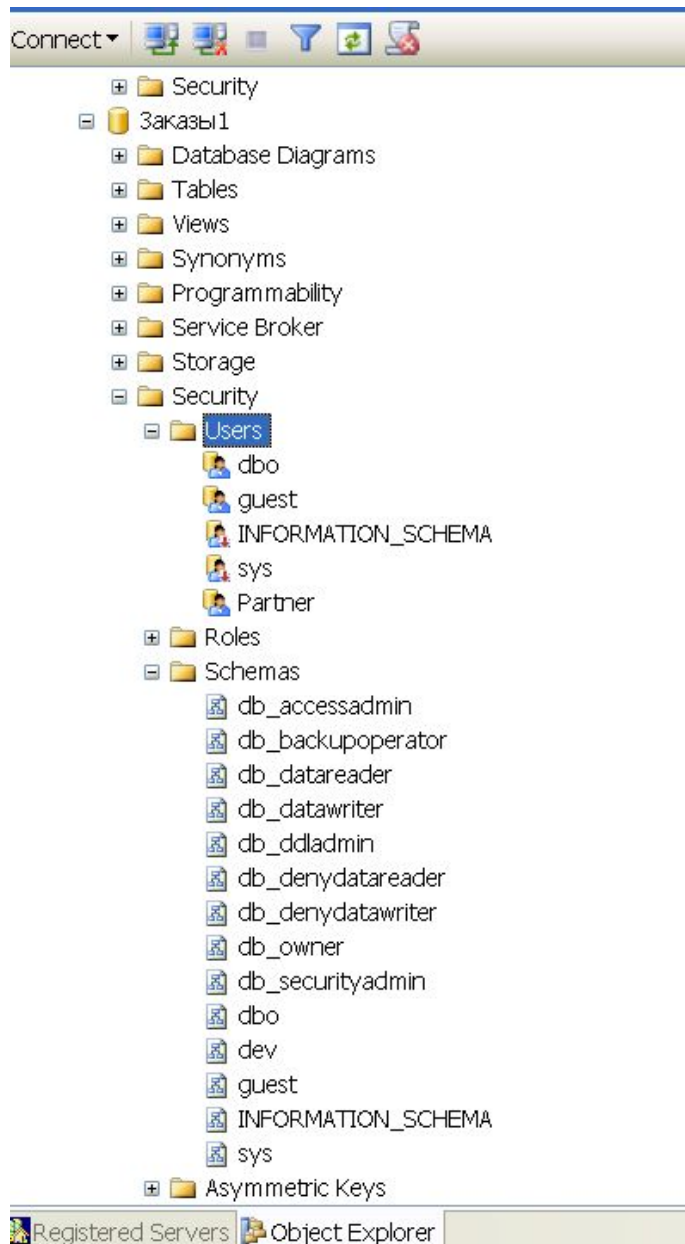 Connect
Security
Заказы1
Database Diagrams
Tables
Views
Synonyms
Programmability
Service Broker
Storage
Security
Users
dbo
guest
INFORMATION_SCHEMA
sys
Partner
Roles
Schemas
db_accessadmin
db_backupoperator
db_datareader
db_datawriter
db_ddladmin
db_denydatareader
db_denydatawriter
db_owner
db_securityadmin
dbo
dev
guest
INFORMATION_SCHEMA
sys
Asymmetric Keys
Registered Servers Object Explorer